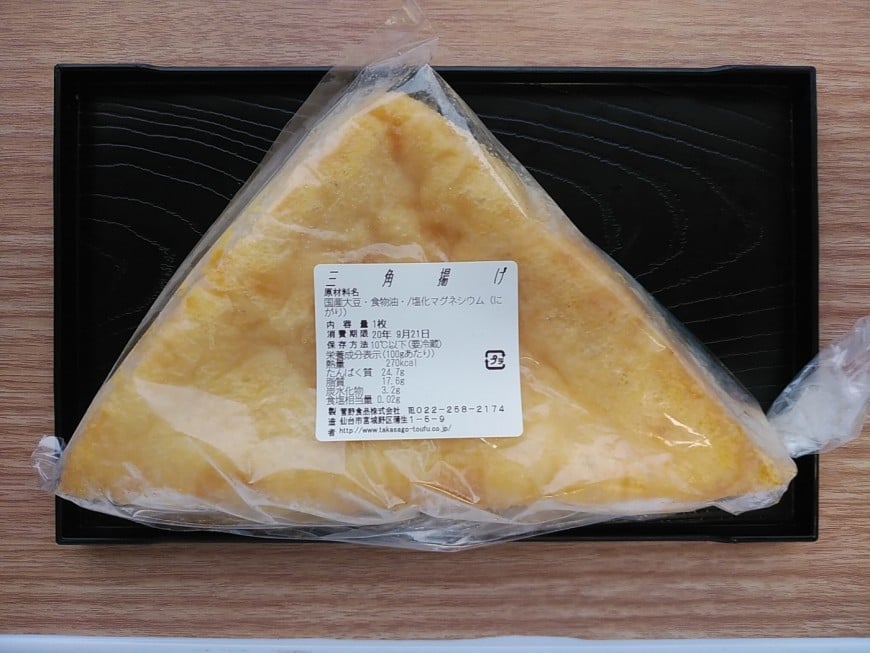 三角揚げ
原材料名
国産大豆・食物油・/塩化マグネシウム（に
がり）
内容量 1枚
消費期限 20年 9月21日
保存方法 10℃以下(要冷蔵)
栄養成分表示(100gあたり)
熱量 270kcal
たんぱく質 24.7g
脂質 17.6g
炭水化物 3.2g
食塩相当量 0.02g
プラ
製 菅野食品株式会社 ℡022-258-2174
造 仙台市宮城野区蒲生1-5-9
者 http://www.takasago-toufu.co.jp/